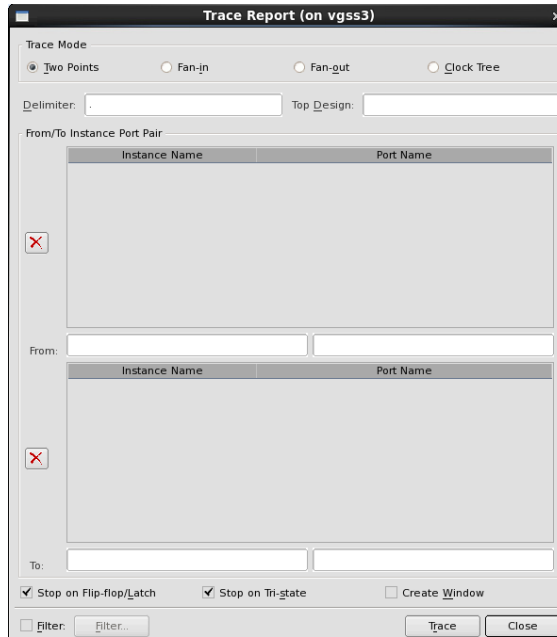 Trace Report (on vgss3)
Trace Mode
Two Points Fan-in Fan-out Clock Tree
Delimiter: . Top Design:
From/To Instance Port Pair
Instance Name Port Name
From:
Instance Name Port Name
To:
Stop on Flip-flop/Latch Stop on Tri-state Create Window
Filter: Filter... Trace Close